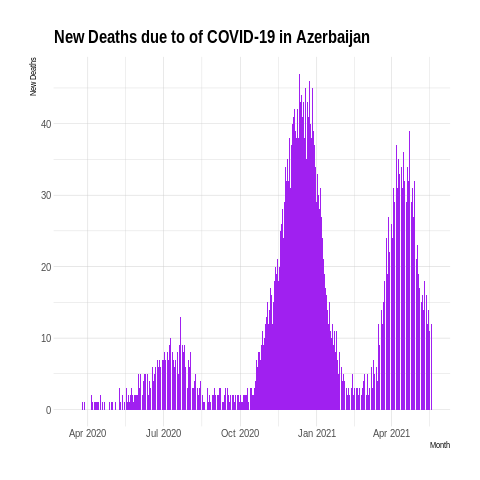 New Deaths due to of COVID-19 in Azerbaijan
New Deaths
40
30
20
10
0
Apr 2020 Jul 2020 Oct 2020 Jan 2021 Apr 2021
Month